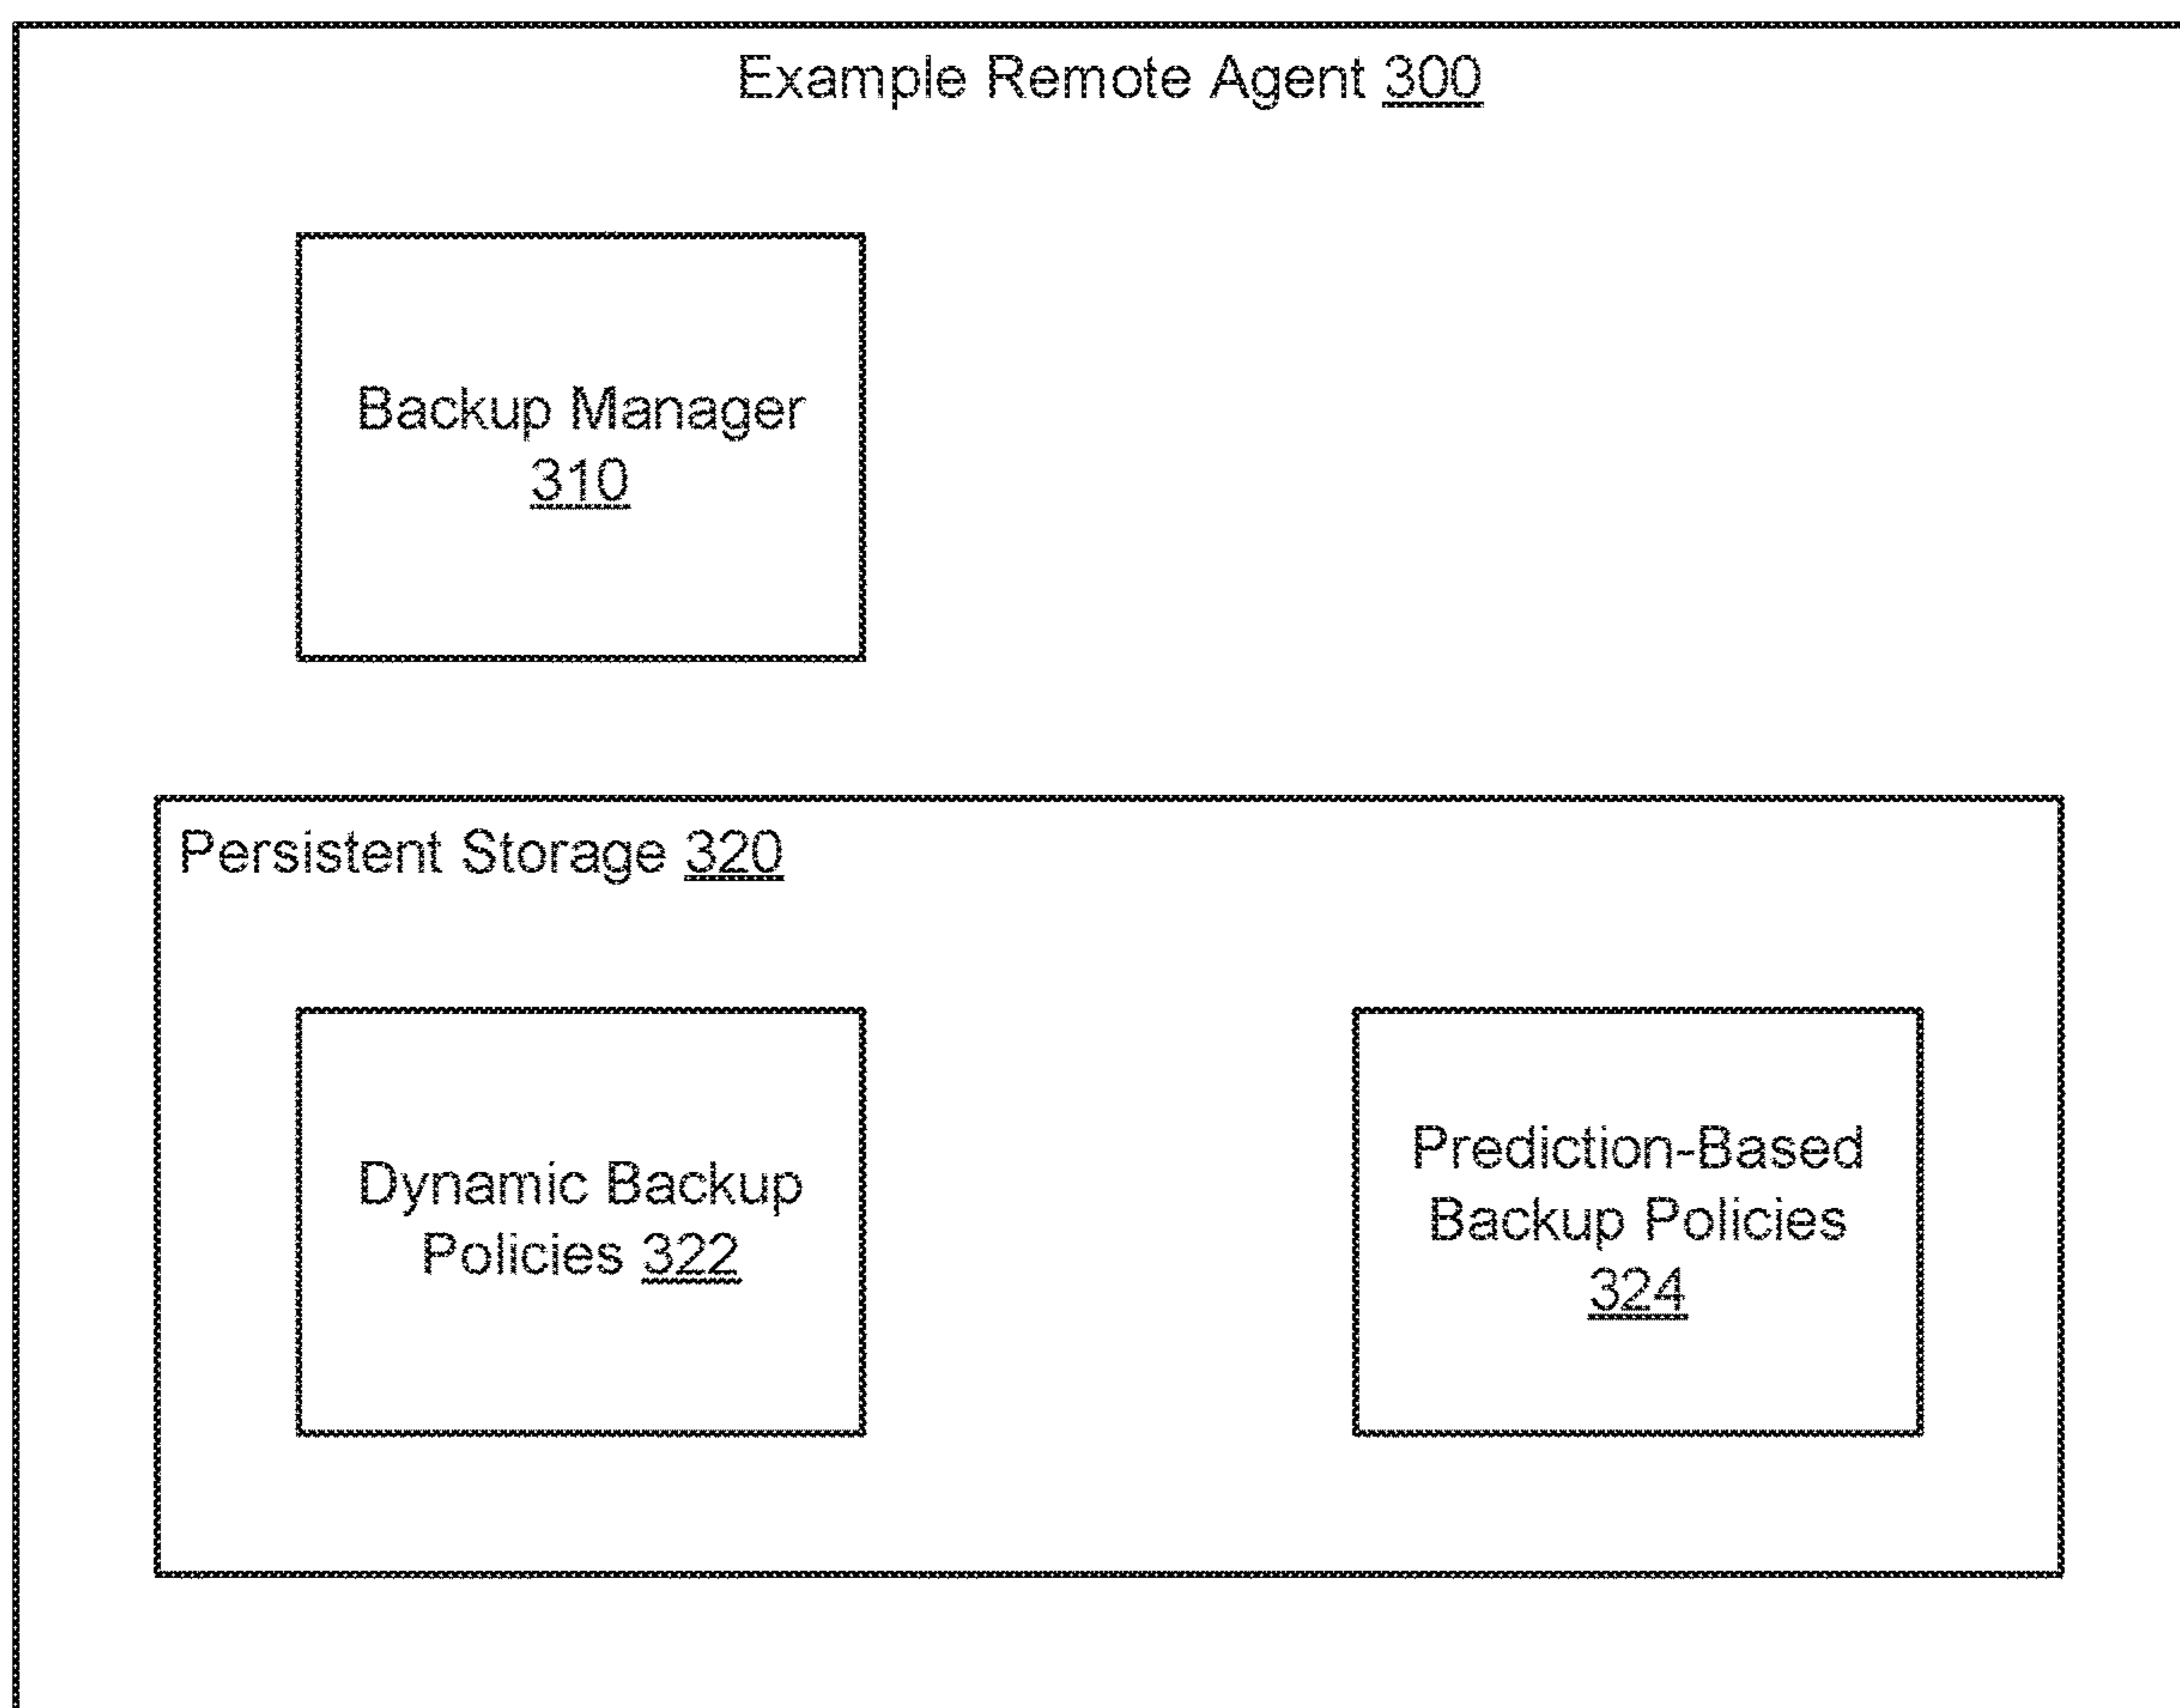 Example Remote Agent 300
Backup Manager
310
Persistent Storage 320
Dynamic Backup
Policies 322
Prediction-Based
Backup Policies
324